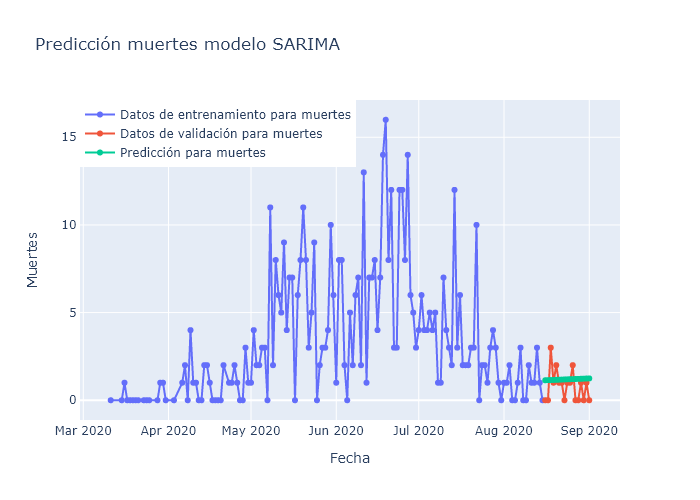 Predicción muertes modelo SARIMA
Datos de entrenamiento para muertes
Datos de validación para muertes
Predicción para muertes
15
10
5
0
Muertes
Mar 2020 Apr 2020 May 2020 Jun 2020 Jul 2020 Aug 2020 Sep 2020
Fecha